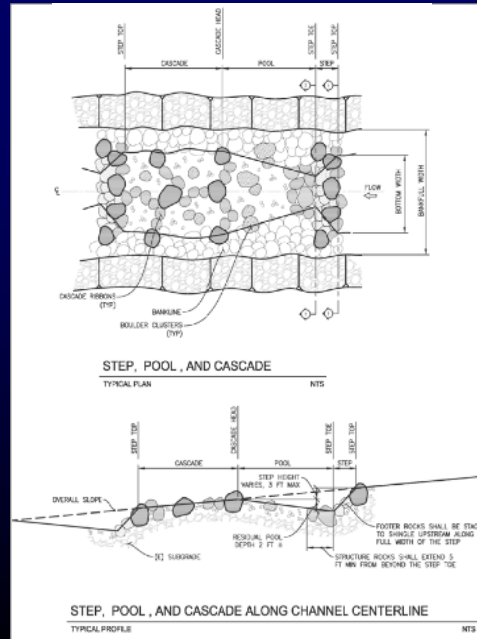 STEP TOP
CASCADE HEAD
STEP TOE
STEP TOP
CASCADE
POOL
STEP
FLOW
BOTTOM WIDTH
BANKFULL WIDTH
CASCADE RIBBONS
(TYP)
BANKLINE
BOULDER CLUSTERS
(TYP)
STEP, POOL , AND CASCADE
TYPICAL PLAN
NTS
STEP TOP
CASCADE HEAD
STEP TOE
STEP TOP
CASCADE
POOL
STEP
STEP HEIGHT
VARIES, 3 FT MAX
OVERALL SLOPE
RESIDUAL POOL
DEPTH 2 FT ±
FOOTER ROCKS SHALL BE STAC
TO SHINGLE UPSTREAM ALONG
FULL WIDTH OF THE STEP
[E] SUBGRADE
STRUCTURE ROCKS SHALL EXTEND 5
FT MIN FROM BEYOND THE STEP TOE
STEP, POOL , AND CASCADE ALONG CHANNEL CENTERLINE
TYPICAL PROFILE
NTS